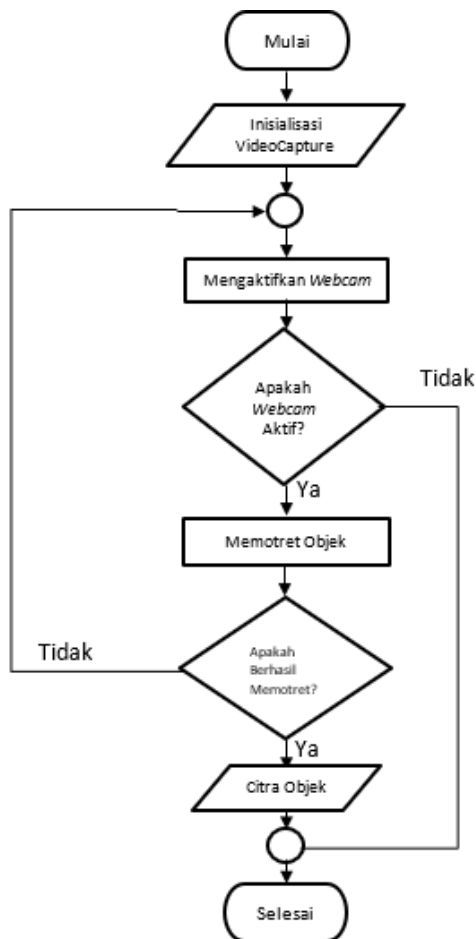 Mulai
Inisialisasi
VideoCapture
Mengaktifkan Webcam
Apakah
Webcam
Aktif?
Tidak
Ya
Memotret Objek
Apakah
Berhasil
Memotret?
Tidak
Ya
Citra Objek
Selesai